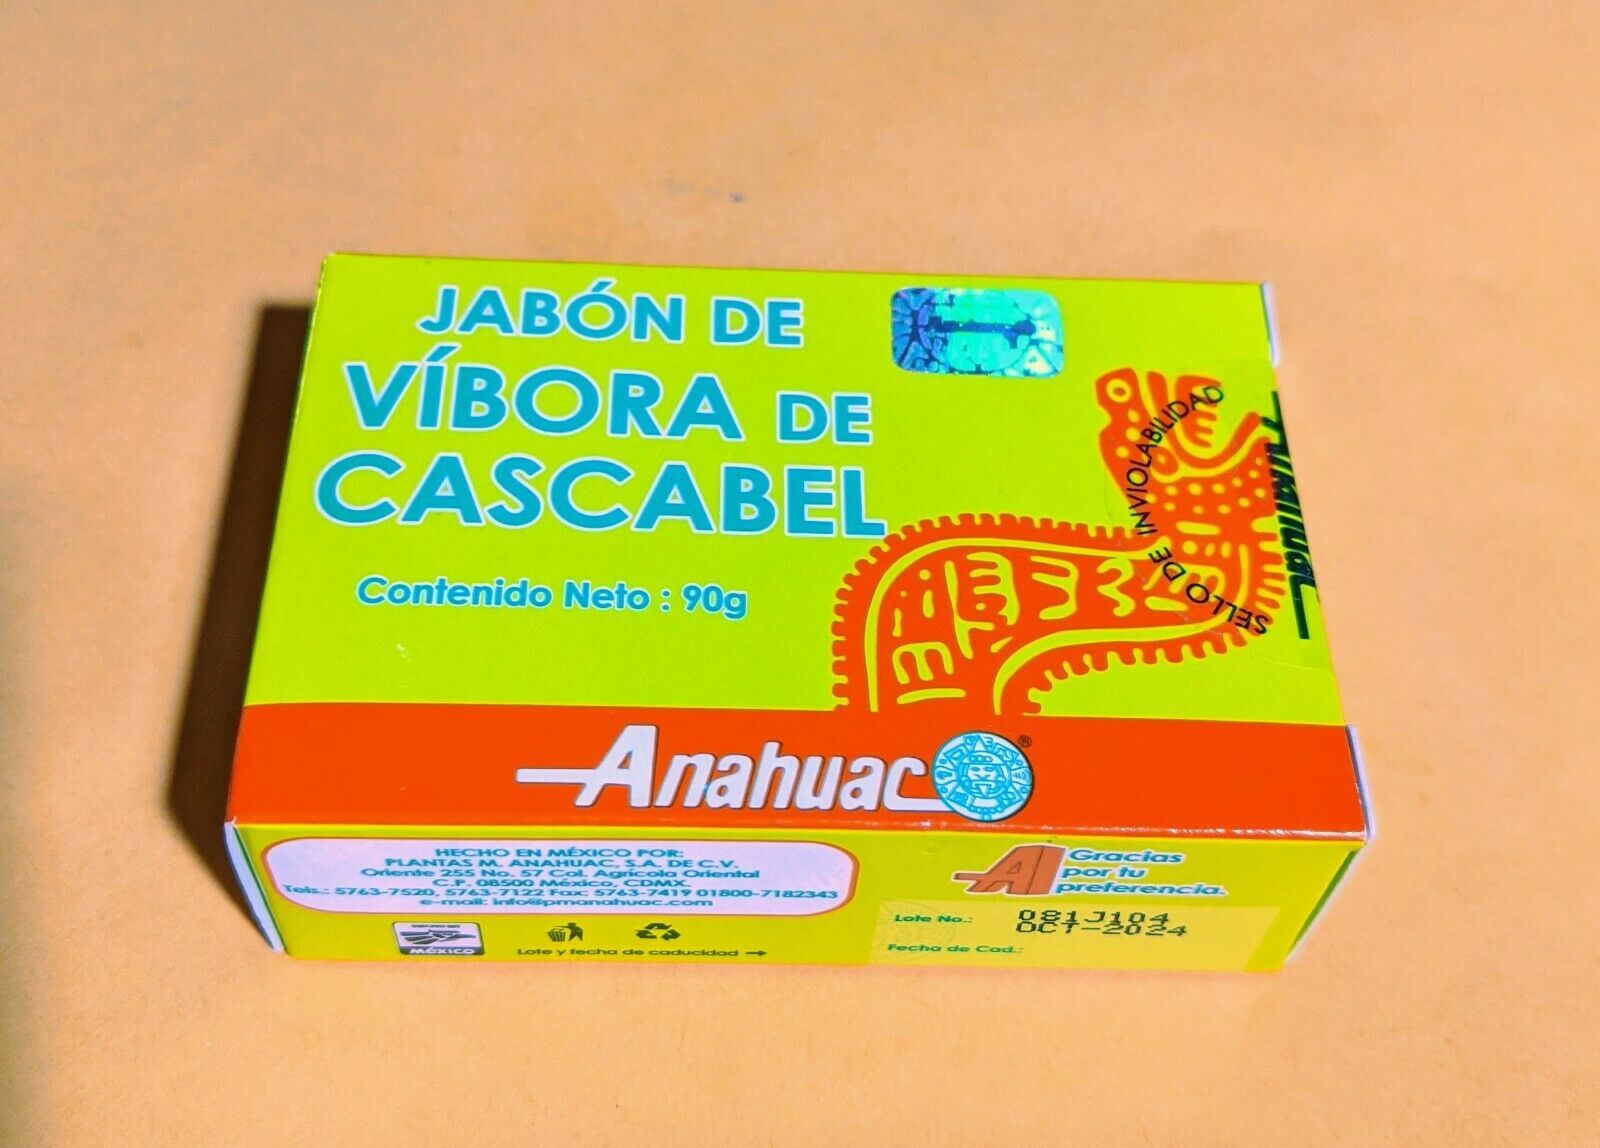 JABÓN DE
VÍBORA DE
CASCABEL
Contenido Neto : 90g
SELLO DE INVIOLABILIDAD
Anahuac
Anahuac®
HECHO EN MÉXICO POR:
PLANTAS M. ANAHUAC, S.A. DE C.V.
Oriente 255 No. 57 Col. Agrícola Oriental
C.P. 08500 México, CDMX.
Tels.: 5763-7520, 5763-7122 Fax: 5763-7419 01800-7182343
e-mail: info@pmanahuac.com
HECHO EN
MÉXICO
Lote y fecha de caducidad →
A Gracias
por tu
preferencia.
Lote No.: 081J104
OCT-2024
Fecha de Cad.: